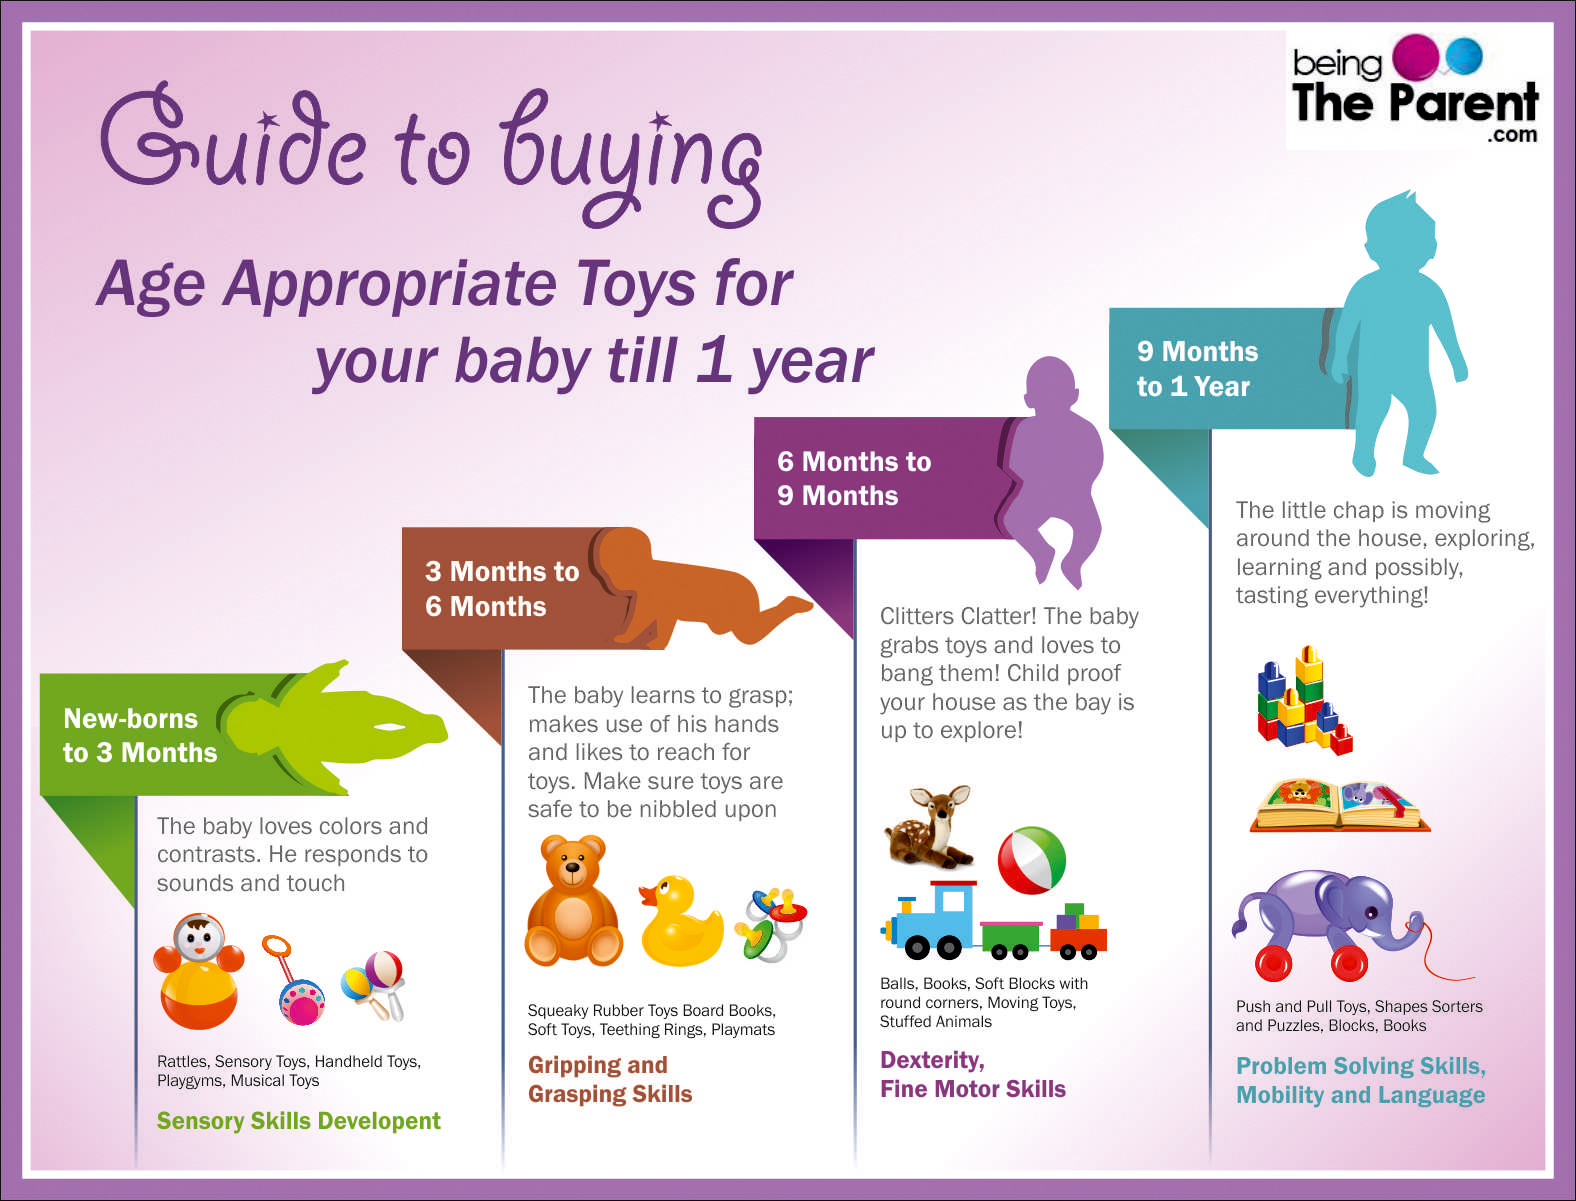 being
The Parent
.com
Guide to buying
Age Appropriate Toys for
your baby till 1 year
New-borns
to 3 Months
The baby loves colors and
contrasts. He responds to
sounds and touch
Rattles, Sensory Toys, Handheld Toys,
Playgyms, Musical Toys
Sensory Skills Developent
3 Months to
6 Months
The baby learns to grasp;
makes use of his hands
and likes to reach for
toys. Make sure toys are
safe to be nibbled upon
Squeaky Rubber Toys Board Books,
Soft Toys, Teething Rings, Playmats
Gripping and
Grasping Skills
6 Months to
9 Months
Clitters Clatter! The baby
grabs toys and loves to
bang them! Child proof
your house as the bay is
up to explore!
Balls, Books, Soft Blocks with
round corners, Moving Toys,
Stuffed Animals
Dexterity,
Fine Motor Skills
9 Months
to 1 Year
The little chap is moving
around the house, exploring,
learning and possibly,
tasting everything!
Push and Pull Toys, Shapes Sorters
and Puzzles, Blocks, Books
Problem Solving Skills,
Mobility and Language